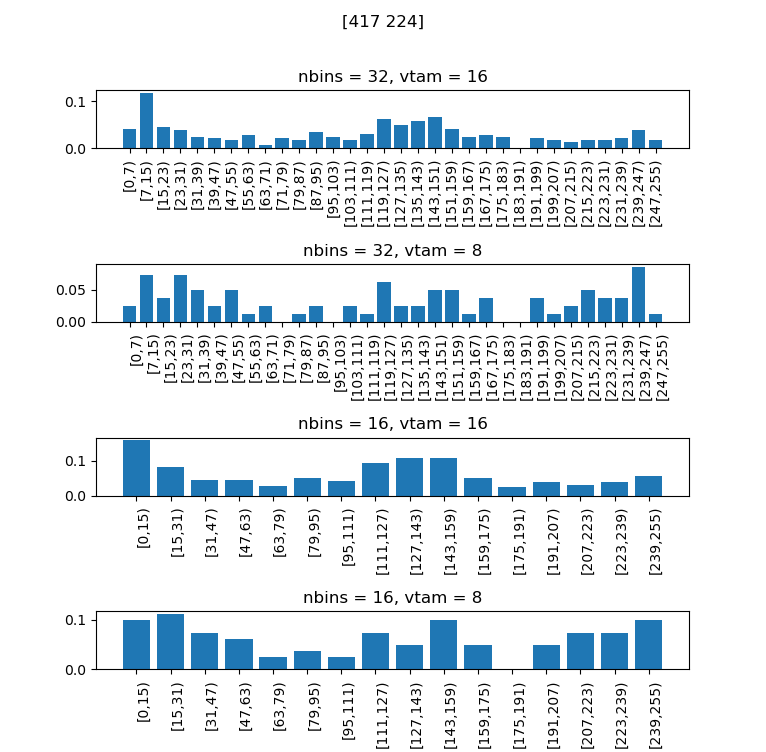 [417 224]
nbins = 32, vtam = 16
0.1
0.0
[0,7) [7,15) [15,23) [23,31) [31,39) [39,47) [47,55) [55,63) [63,71) [71,79) [79,87) [87,95) [95,103) [103,111) [111,119) [119,127) [127,135) [135,143) [143,151) [151,159) [159,167) [167,175) [175,183) [183,191) [191,199) [199,207) [207,215) [215,223) [223,231) [231,239) [239,247) [247,255)
nbins = 32, vtam = 8
0.05
0.00
[0,7) [7,15) [15,23) [23,31) [31,39) [39,47) [47,55) [55,63) [63,71) [71,79) [79,87) [87,95) [95,103) [103,111) [111,119) [119,127) [127,135) [135,143) [143,151) [151,159) [159,167) [167,175) [175,183) [183,191) [191,199) [199,207) [207,215) [215,223) [223,231) [231,239) [239,247) [247,255)
nbins = 16, vtam = 16
0.1
0.0
[0,15) [15,31) [31,47) [47,63) [63,79) [79,95) [95,111) [111,127) [127,143) [143,159) [159,175) [175,191) [191,207) [207,223) [223,239) [239,255)
nbins = 16, vtam = 8
0.1
0.0
[0,15) [15,31) [31,47) [47,63) [63,79) [79,95) [95,111) [111,127) [127,143) [143,159) [159,175) [175,191) [191,207) [207,223) [223,239) [239,255)